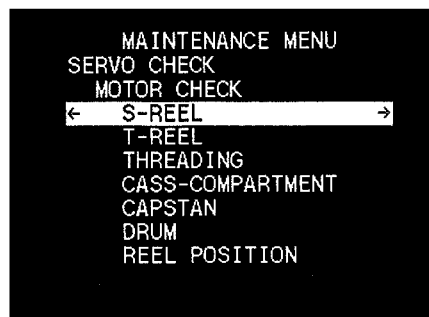 MAINTENANCE MENU
SERVO CHECK
MOTOR CHECK
← S-REEL →
T-REEL
THREADING
CASS-COMPARTMENT
CAPSTAN
DRUM
REEL POSITION